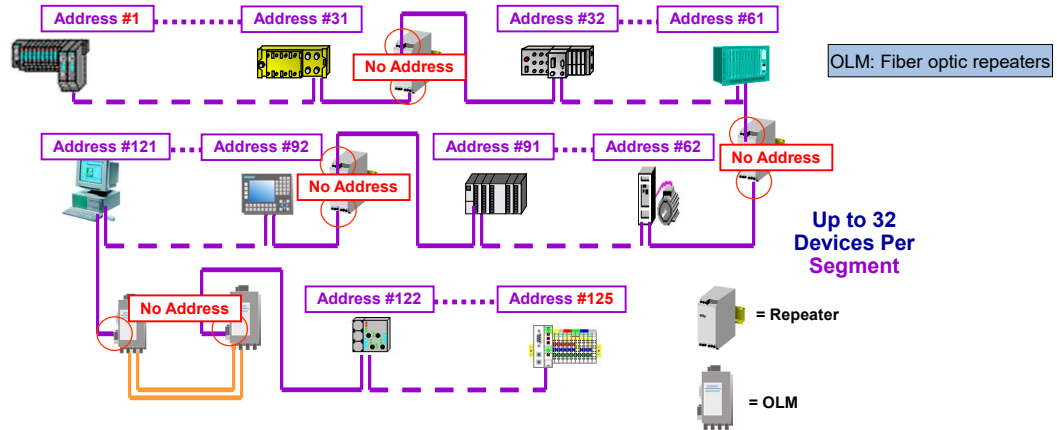 Address #1
Address #31
No Address
Address #32
Address #61
OLM: Fiber optic repeaters
Address #121
Address #92
No Address
Address #91
Address #62
No Address
Up to 32
Devices Per
Segment
No Address
Address #122
Address #125
= Repeater
= OLM